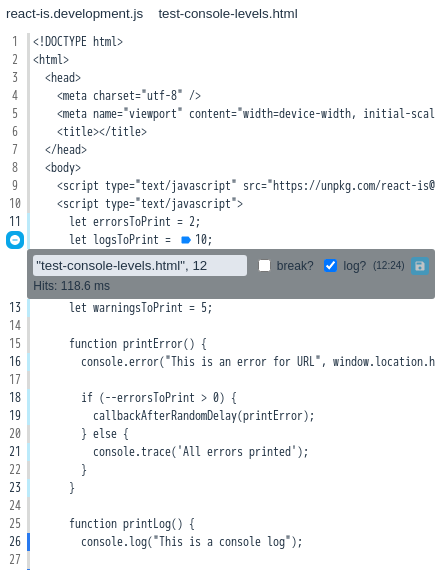 react-is.development.js test-console-levels.html
1 <!DOCTYPE html>
2 <html>
3 <head>
4 <meta charset="utf-8" />
5 <meta name="viewport" content="width=device-width, initial-scal
6 <title></title>
7 </head>
8 <body>
9 <script type="text/javascript" src="https://unpkg.com/react-is@
10 <script type="text/javascript">
11 let errorsToPrint = 2;
let logsToPrint = 10;
"test-console-levels.html", 12 break? log? (12:24)
Hits: 118.6 ms
13 let warningsToPrint = 5;
14
15 function printError() {
16 console.error("This is an error for URL", window.location.h
17
18 if (--errorsToPrint > 0) {
19 callbackAfterRandomDelay(printError);
20 } else {
21 console.trace('All errors printed');
22 }
23 }
24
25 function printLog() {
26 console.log("This is a console log");
27